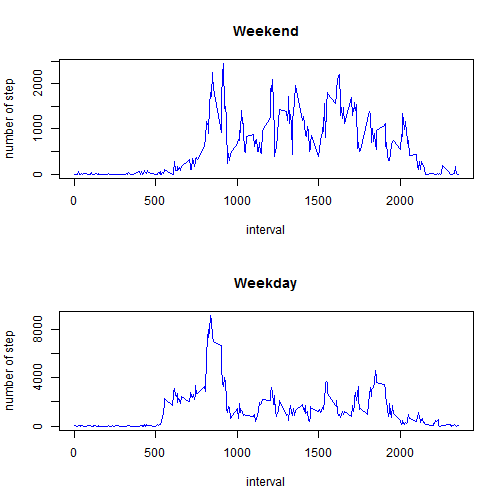 Weekend
number of step
2000
1000
0
0 500 1000 1500 2000
interval
Weekday
number of step
8000
4000
0
0 500 1000 1500 2000
interval